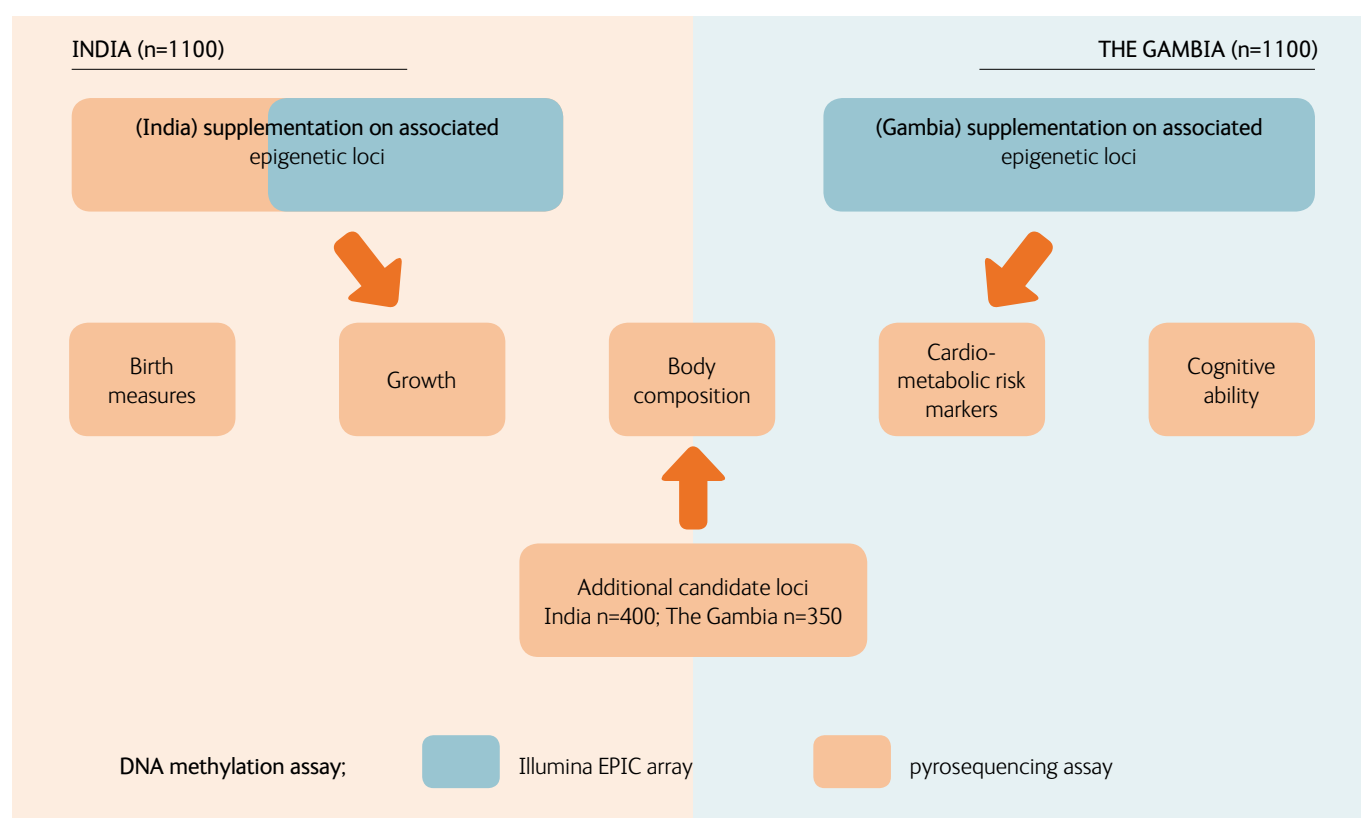 INDIA (n=1100)
THE GAMBIA (n=1100)
(India) supplementation on associated
epigenetic loci
(Gambia) supplementation on associated
epigenetic loci
Birth
measures
Growth
Body
composition
Cardio-
metabolic risk
markers
Cognitive
ability
Additional candidate loci
India n=400; The Gambia n=350
DNA methylation assay;
Illumina EPIC array
pyrosequencing assay